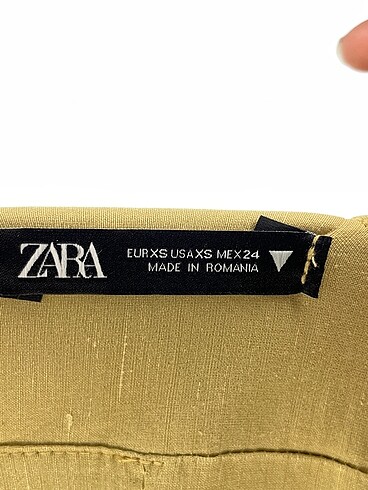 ZARA
EUR XS USA XS MEX 24
MADE IN ROMANIA